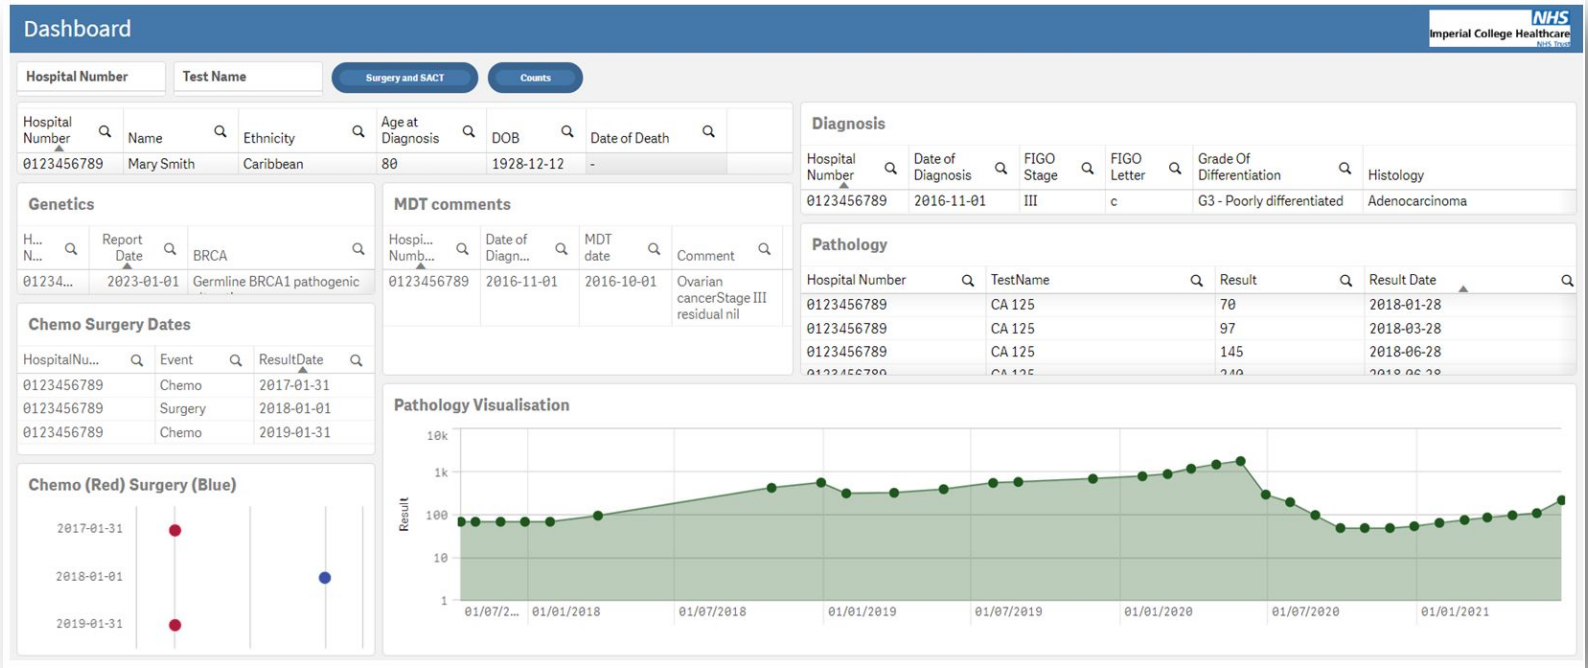 Dashboard
NHS
Imperial College Healthcare
NHS Trust
Hospital Number
Test Name
Surgery and SACT
Counts
Hospital Number Name Ethnicity Age at Diagnosis DOB Date of Death
0123456789 Mary Smith Caribbean 80 1928-12-12 -
Diagnosis
Hospital Number Date of Diagnosis FIGO Stage FIGO Letter Grade Of Differentiation Histology
0123456789 2016-11-01 III c G3 - Poorly differentiated Adenocarcinoma
Genetics
H... N... Report Date BRCA
01234... 2023-01-01 Germline BRCA1 pathogenic
MDT comments
Hospi... Numb... Date of Diagn... MDT date Comment
0123456789 2016-11-01 2016-10-01 Ovarian
cancerStage III
residual nil
Pathology
Hospital Number TestName Result Result Date
0123456789 CA 125 70 2018-01-28
0123456789 CA 125 97 2018-03-28
0123456789 CA 125 145 2018-06-28
0123456789 CA 125 240 2018-06-28
Chemo Surgery Dates
HospitalNu... Event ResultDate
0123456789 Chemo 2017-01-31
0123456789 Surgery 2018-01-01
0123456789 Chemo 2019-01-31
Chemo (Red) Surgery (Blue)
2017-01-31
2018-01-01
2019-01-31
Pathology Visualisation
Result
10k
1k
100
10
1
01/07/2... 01/01/2018 01/07/2018 01/01/2019 01/07/2019 01/01/2020 01/07/2020 01/01/2021